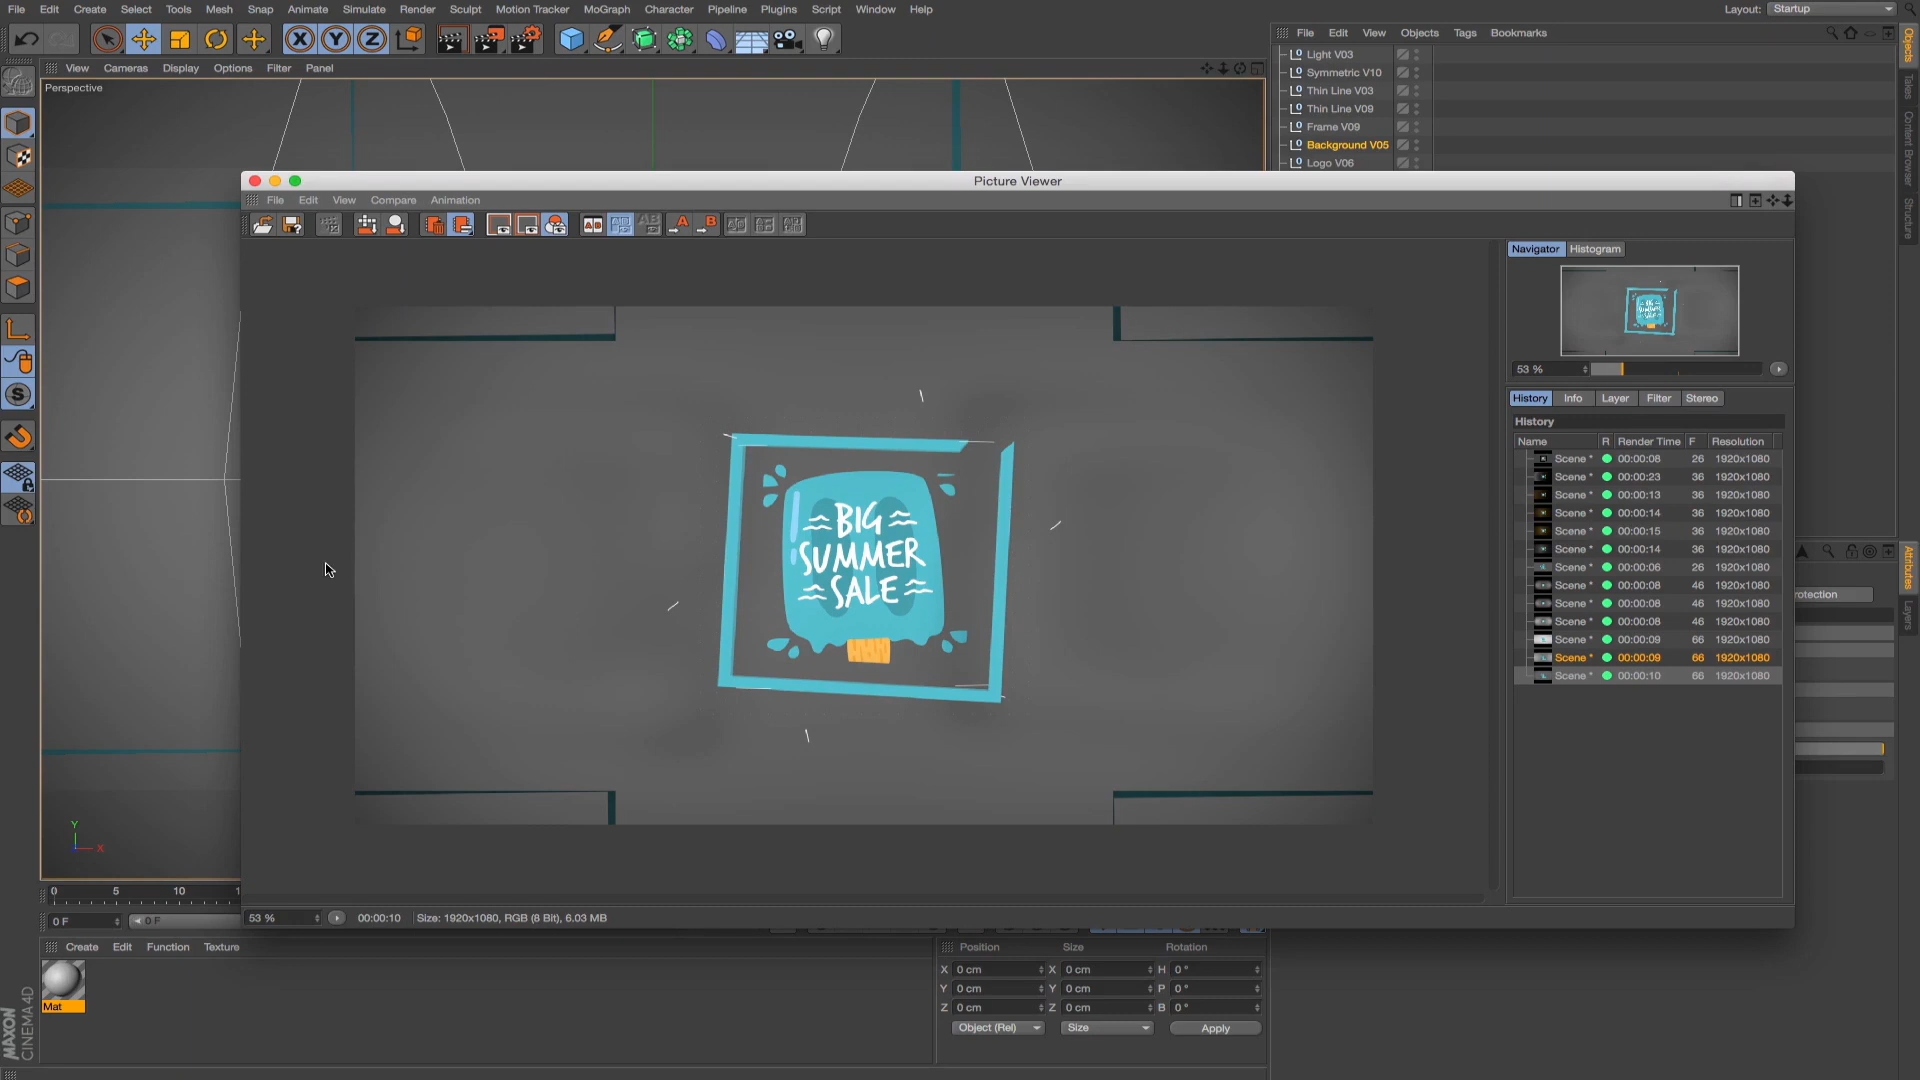 File Edit Create Select Tools Mesh Snap Animate Simulate Render Sculpt Motion Tracker MoGraph Character Pipeline Plugins Script Window Help
Layout: Startup
File Edit View Objects Tags Bookmarks
View Cameras Display Options Filter Panel
Perspective
Light V03
Symmetric V10
Thin Line V03
Thin Line V09
Frame V09
Background V05
Logo V06
Objects
Takes
Content Browser
Structure
Picture Viewer
File Edit View Compare Animation
Navigator Histogram
53 %
History Info Layer Filter Stereo
History
Name R Render Time F Resolution
Scene * 00:00:08 26 1920x1080
Scene * 00:00:23 36 1920x1080
Scene * 00:00:13 36 1920x1080
Scene * 00:00:14 36 1920x1080
Scene * 00:00:15 36 1920x1080
Scene * 00:00:14 36 1920x1080
Scene * 00:00:06 26 1920x1080
Scene * 00:00:08 46 1920x1080
Scene * 00:00:08 46 1920x1080
Scene * 00:00:08 46 1920x1080
Scene * 00:00:09 66 1920x1080
Scene * 00:00:09 66 1920x1080
Scene * 00:00:10 66 1920x1080
BIG
SUMMER
SALE
rotection
Attributes
Layers
Y
X
0 5 10 1
0 F 0 F
53 % 00:00:10 Size: 1920x1080, RGB (8 Bit), 6.03 MB
Create Edit Function Texture
Mat
MAXON
CINEMA 4D
Position Size Rotation
X 0 cm X 0 cm H 0 °
Y 0 cm Y 0 cm P 0 °
Z 0 cm Z 0 cm B 0 °
Object (Rel) Size Apply